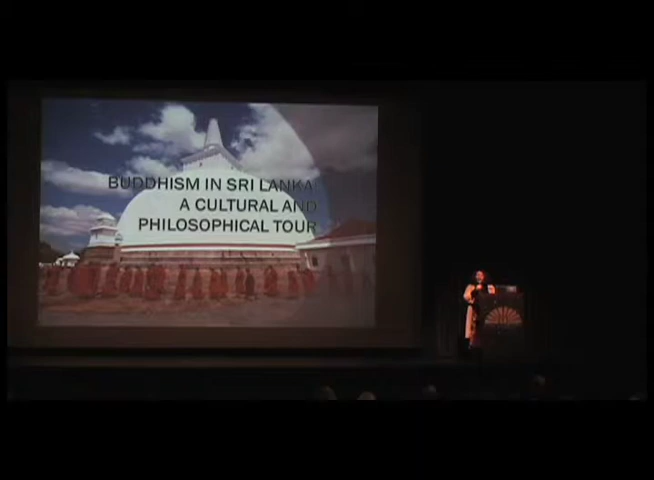 BUDDHISM IN SRI LANKA
A CULTURAL AND
PHILOSOPHICAL TOUR